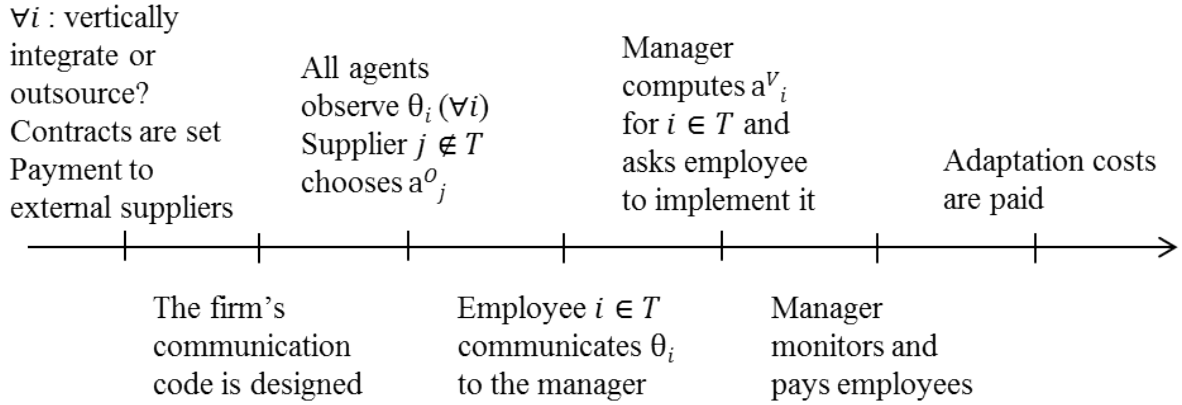 ∀i : vertically
integrate or
outsource?
Contracts are set
Payment to
external suppliers
The firm's
communication
code is designed
All agents
observe θᵢ (∀i)
Supplier j ∉ T
chooses aᴼⱼ
Employee i ∈ T
communicates θᵢ
to the manager
Manager
computes aⱽᵢ
for i ∈ T and
asks employee
to implement it
Manager
monitors and
pays employees
Adaptation costs
are paid